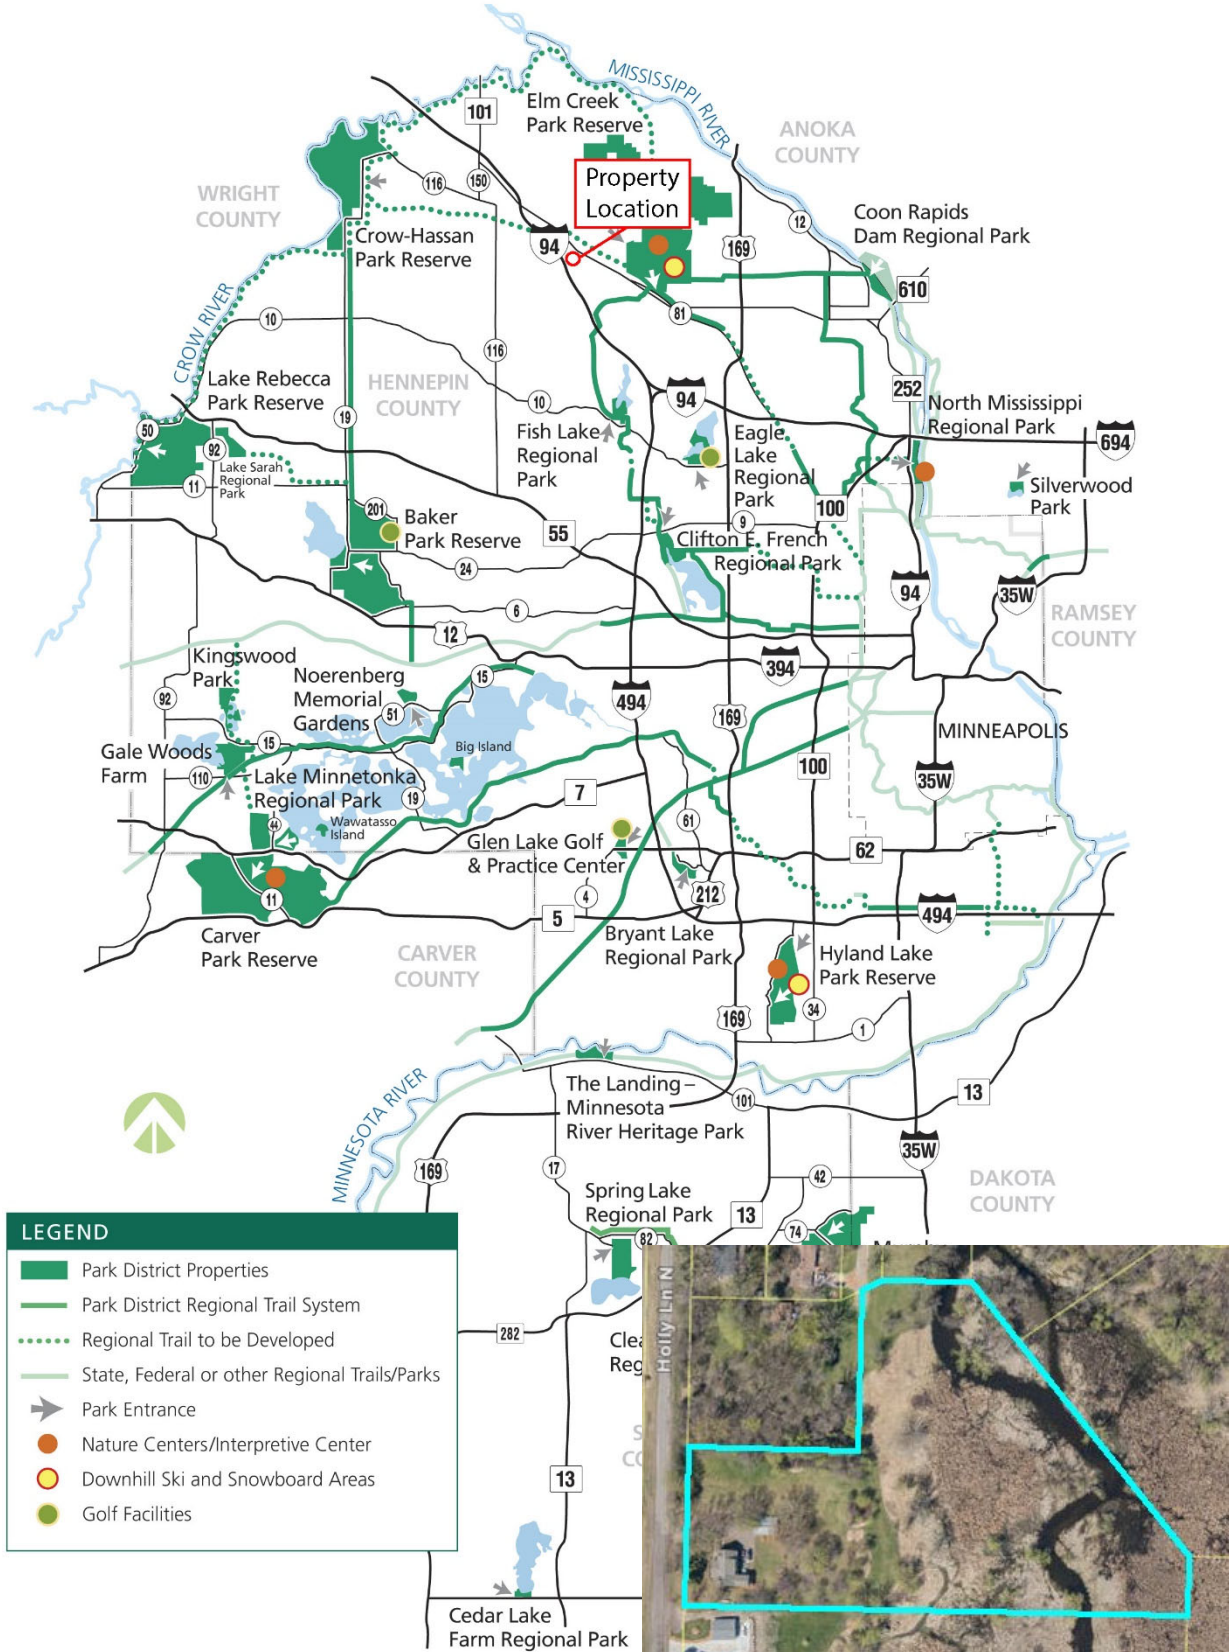 MISSISSIPPI RIVER
Elm Creek
Park Reserve
101
ANOKA
COUNTY
WRIGHT
COUNTY
116
150
Property
Location
12
Coon Rapids
Dam Regional Park
94
169
Crow-Hassan
Park Reserve
610
CROW RIVER
10
81
116
Lake Rebecca
Park Reserve
HENNEPIN
COUNTY
94
252
10
19
North Mississippi
Regional Park
50
92
Fish Lake
Regional
Park
Eagle
Lake
Regional
Park
694
Lake Sarah
Regional
Park
11
Silverwood
Park
201
Baker
Park Reserve
55
100
9
Clifton E. French
Regional Park
24
94
35W
6
RAMSEY
COUNTY
12
Kingswood
Park
394
Noerenberg
Memorial
Gardens
15
92
51
494
169
MINNEAPOLIS
Gale Woods
Farm
15
Big Island
110
Lake Minnetonka
Regional Park
100
35W
19
7
44
Wawatasso
Island
61
Glen Lake Golf
& Practice Center
62
11
4
212
5
494
Carver
Park Reserve
CARVER
COUNTY
Bryant Lake
Regional Park
Hyland Lake
Park Reserve
34
169
1
MINNESOTA RIVER
The Landing –
Minnesota
River Heritage Park
101
13
35W
169
17
42
DAKOTA
COUNTY
Spring Lake
Regional Park
13
74
82
LEGEND
Park District Properties
Park District Regional Trail System
Regional Trail to be Developed
State, Federal or other Regional Trails/Parks
Park Entrance
Nature Centers/Interpretive Center
Downhill Ski and Snowboard Areas
Golf Facilities
282
Clea
Reg
S
CO
13
Holly Ln N
Cedar Lake
Farm Regional Park